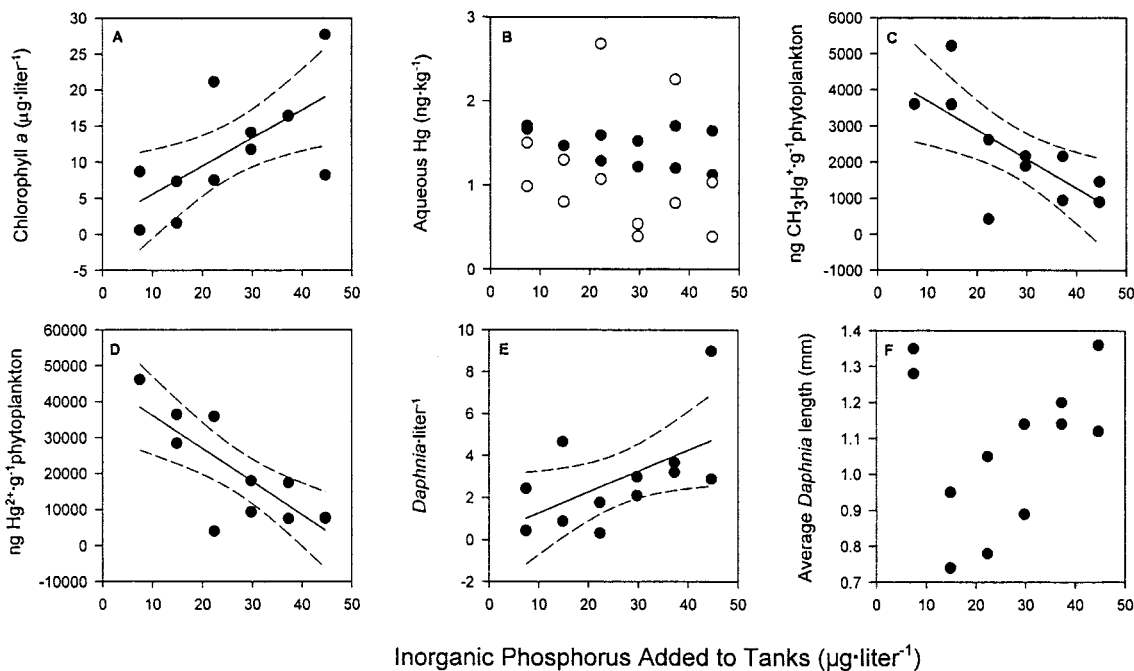 A
Chlorophyll a (µg·liter⁻¹)
30
25
20
15
10
5
0
-5
0 10 20 30 40 50
B
Aqueous Hg (ng·kg⁻¹)
3
2
1
0
0 10 20 30 40 50
C
ng CH₃Hg⁺·g⁻¹phytoplankton
6000
5000
4000
3000
2000
1000
0
-1000
0 10 20 30 40 50
D
ng Hg²⁺·g⁻¹phytoplankton
60000
50000
40000
30000
20000
10000
0
-10000
0 10 20 30 40 50
E
Daphnia·liter⁻¹
10
8
6
4
2
0
-2
0 10 20 30 40 50
F
Average Daphnia length (mm)
1.4
1.3
1.2
1.1
1.0
0.9
0.8
0.7
0 10 20 30 40 50
Inorganic Phosphorus Added to Tanks (µg·liter⁻¹)